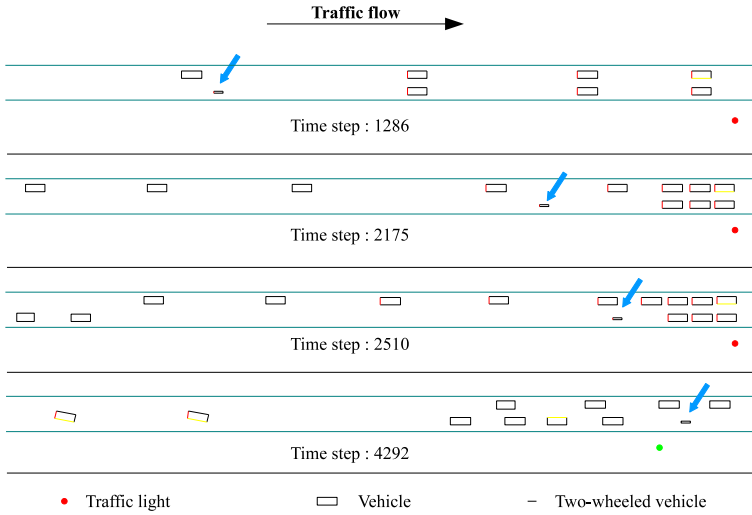 Traffic flow
Time step : 1286
Time step : 2175
Time step : 2510
Time step : 4292
Traffic light
Vehicle
Two-wheeled vehicle